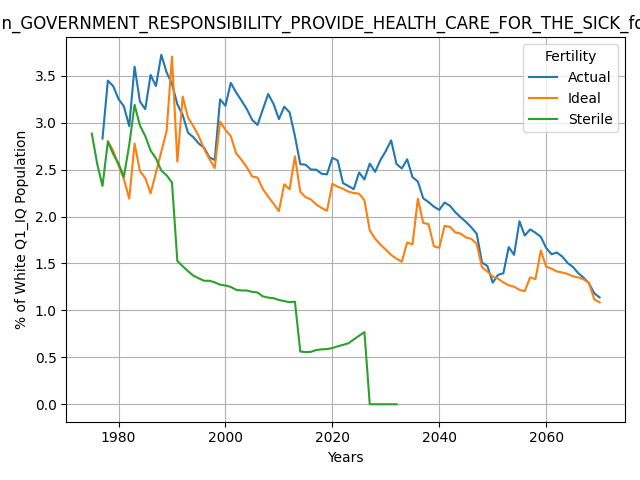 n_GOVERNMENT_RESPONSIBILITY_PROVIDE_HEALTH_CARE_FOR_THE_SICK_fo
Fertility
Actual
Ideal
Sterile
% of White Q1_IQ Population
3.5
3.0
2.5
2.0
1.5
1.0
0.5
0.0
1980 2000 2020 2040 2060
Years